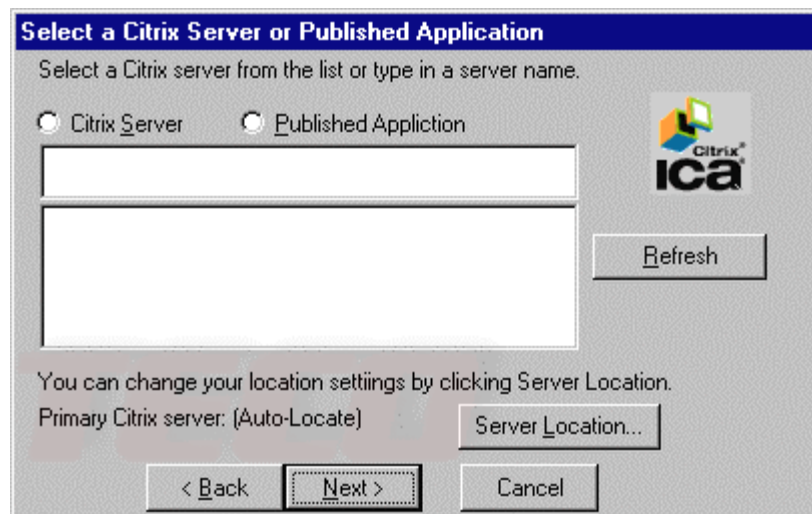 Select a Citrix Server or Published Application
Select a Citrix server from the list or type in a server name.
Citrix Server
Published Appliction
Citrix®
ica
Refresh
You can change your location settiings by clicking Server Location.
Primary Citrix server: (Auto-Locate)
Server Location...
< Back
Next >
Cancel